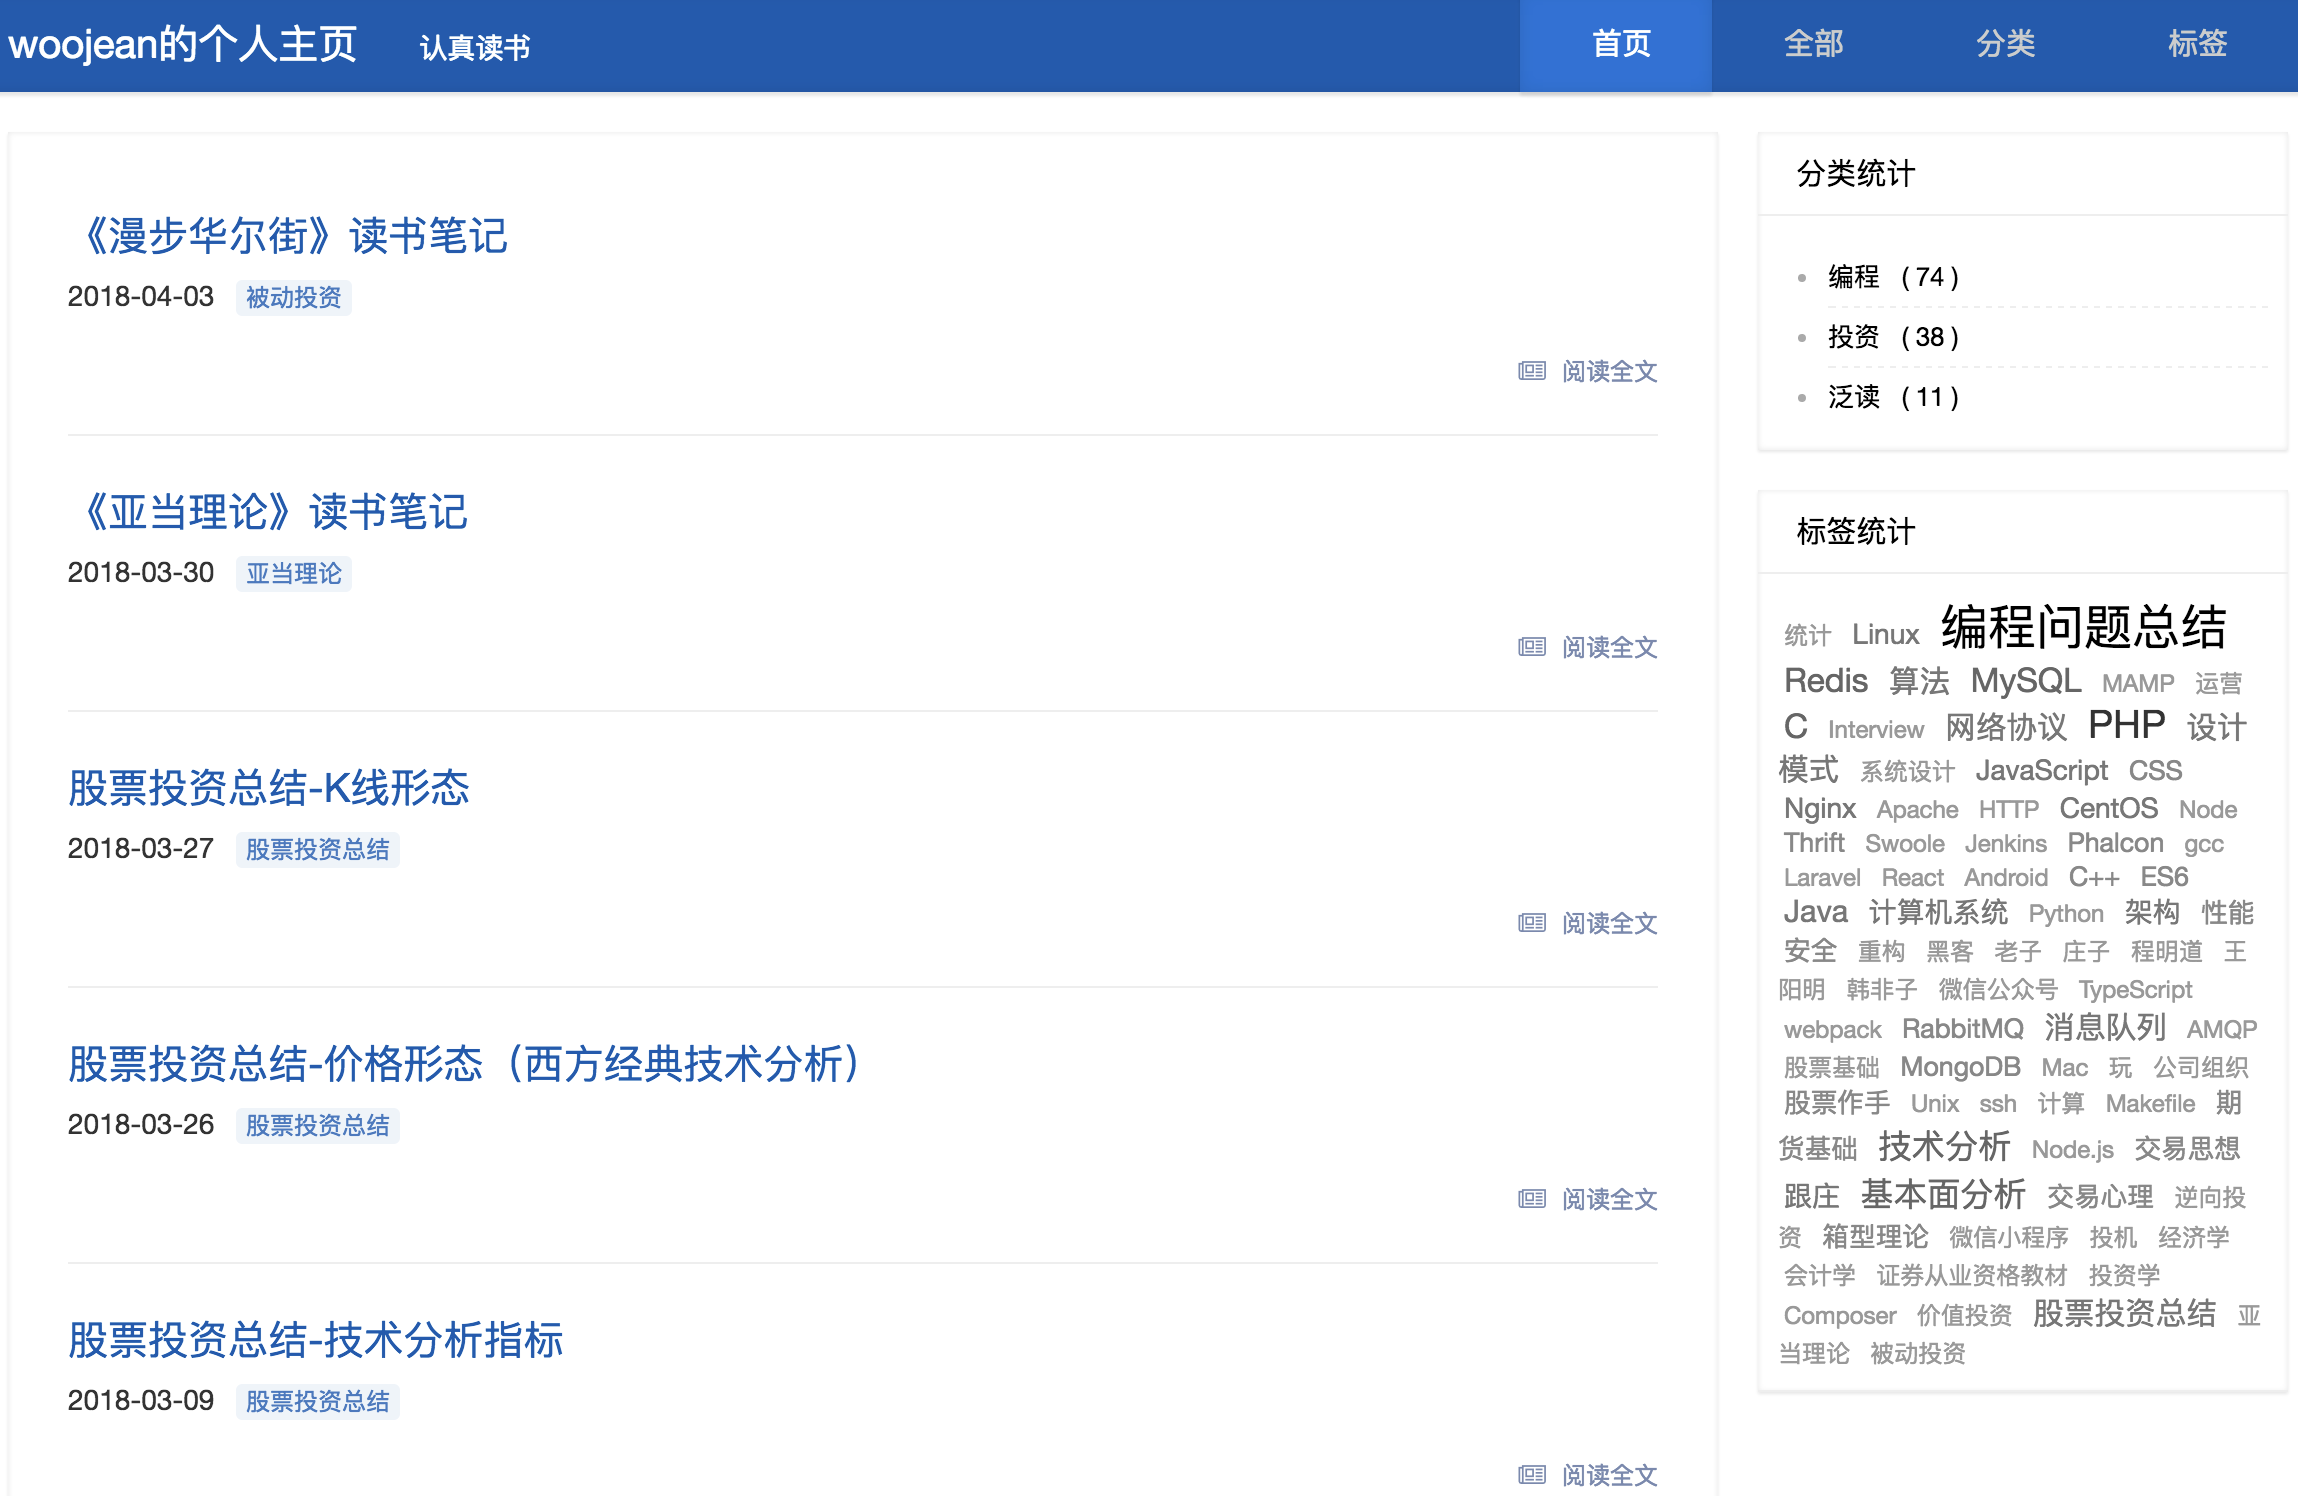 woojean的个人主页 认真读书 首页 全部 分类 标签
《漫步华尔街》读书笔记
2018-04-03 被动投资
阅读全文
《亚当理论》读书笔记
2018-03-30 亚当理论
阅读全文
股票投资总结-K线形态
2018-03-27 股票投资总结
阅读全文
股票投资总结-价格形态（西方经典技术分析）
2018-03-26 股票投资总结
阅读全文
股票投资总结-技术分析指标
2018-03-09 股票投资总结
阅读全文
分类统计
编程 ( 74 )
投资 ( 38 )
泛读 ( 11 )
标签统计
统计 Linux 编程问题总结
Redis 算法 MySQL MAMP 运营
C Interview 网络协议 PHP 设计
模式 系统设计 JavaScript CSS
Nginx Apache HTTP CentOS Node
Thrift Swoole Jenkins Phalcon gcc
Laravel React Android C++ ES6
Java 计算机系统 Python 架构 性能
安全 重构 黑客 老子 庄子 程明道 王
阳明 韩非子 微信公众号 TypeScript
webpack RabbitMQ 消息队列 AMQP
股票基础 MongoDB Mac 玩 公司组织
股票作手 Unix ssh 计算 Makefile 期
货基础 技术分析 Node.js 交易思想
跟庄 基本面分析 交易心理 逆向投
资 箱型理论 微信小程序 投机 经济学
会计学 证券从业资格教材 投资学
Composer 价值投资 股票投资总结 亚
当理论 被动投资